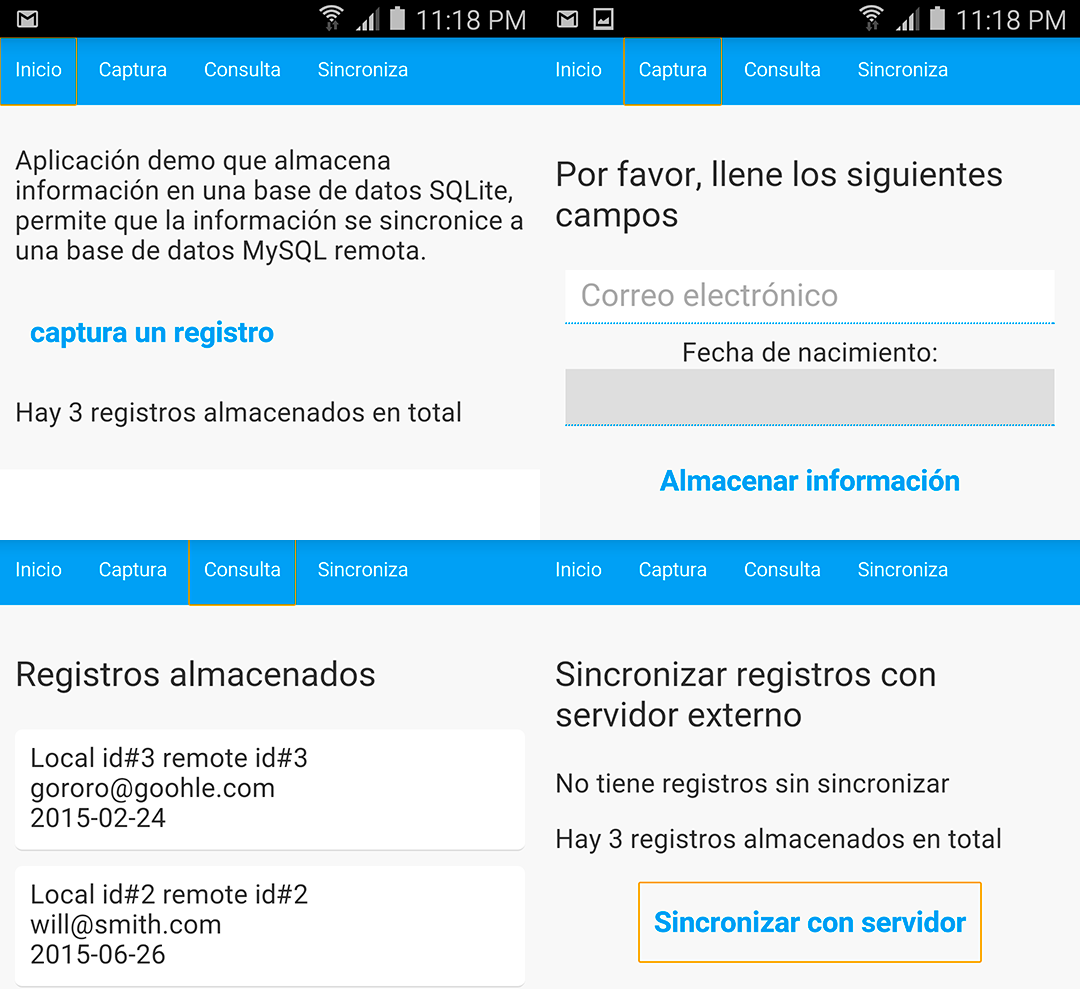 11:18 PM
Inicio Captura Consulta Sincroniza
Aplicación demo que almacena
información en una base de datos SQLite,
permite que la información se sincronice a
una base de datos MySQL remota.
captura un registro
Hay 3 registros almacenados en total
11:18 PM
Inicio Captura Consulta Sincroniza
Por favor, llene los siguientes
campos
Correo electrónico
Fecha de nacimiento:
Almacenar información
Inicio Captura Consulta Sincroniza
Registros almacenados
Local id#3 remote id#3
gororo@goohle.com
2015-02-24
Local id#2 remote id#2
will@smith.com
2015-06-26
Inicio Captura Consulta Sincroniza
Sincronizar registros con
servidor externo
No tiene registros sin sincronizar
Hay 3 registros almacenados en total
Sincronizar con servidor